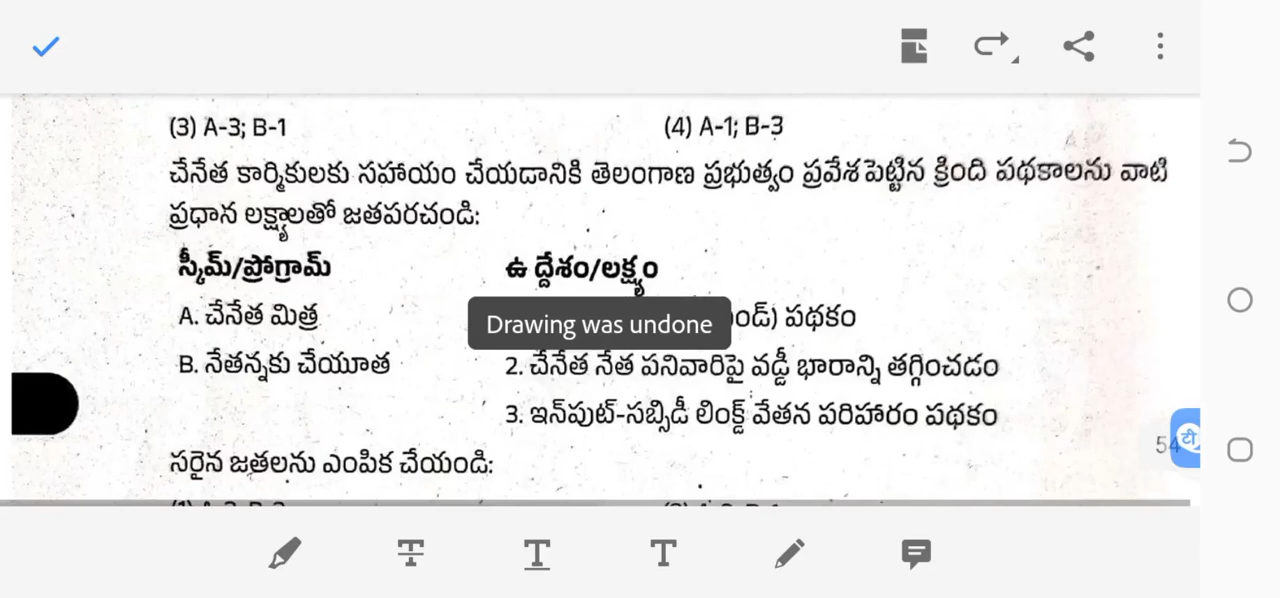 (3) A-3; B-1 (4) A-1; B-3
చేనేత కార్మికులకు సహాయం చేయడానికి తెలంగాణ ప్రభుత్వం ప్రవేశపెట్టిన క్రింది పథకాలను వాటి
ప్రధాన లక్ష్యాలతో జతపరచండి:
స్కీమ్/ప్రోగ్రామ్ ఉ ద్దేశం/లక్ష్యం
A. చేనేత మిత్ర పథకం
Drawing was undone
B. నేతన్నకు చేయూత 2. చేనేత నేత పనివారిపై వడ్డీ భారాన్ని తగ్గించడం
3. ఇన్‌పుట్-సబ్సిడీ లింక్డ్ వేతన పరిహారం పథకం
54
టీ
సరైన జతలను ఎంపిక చేయండి: